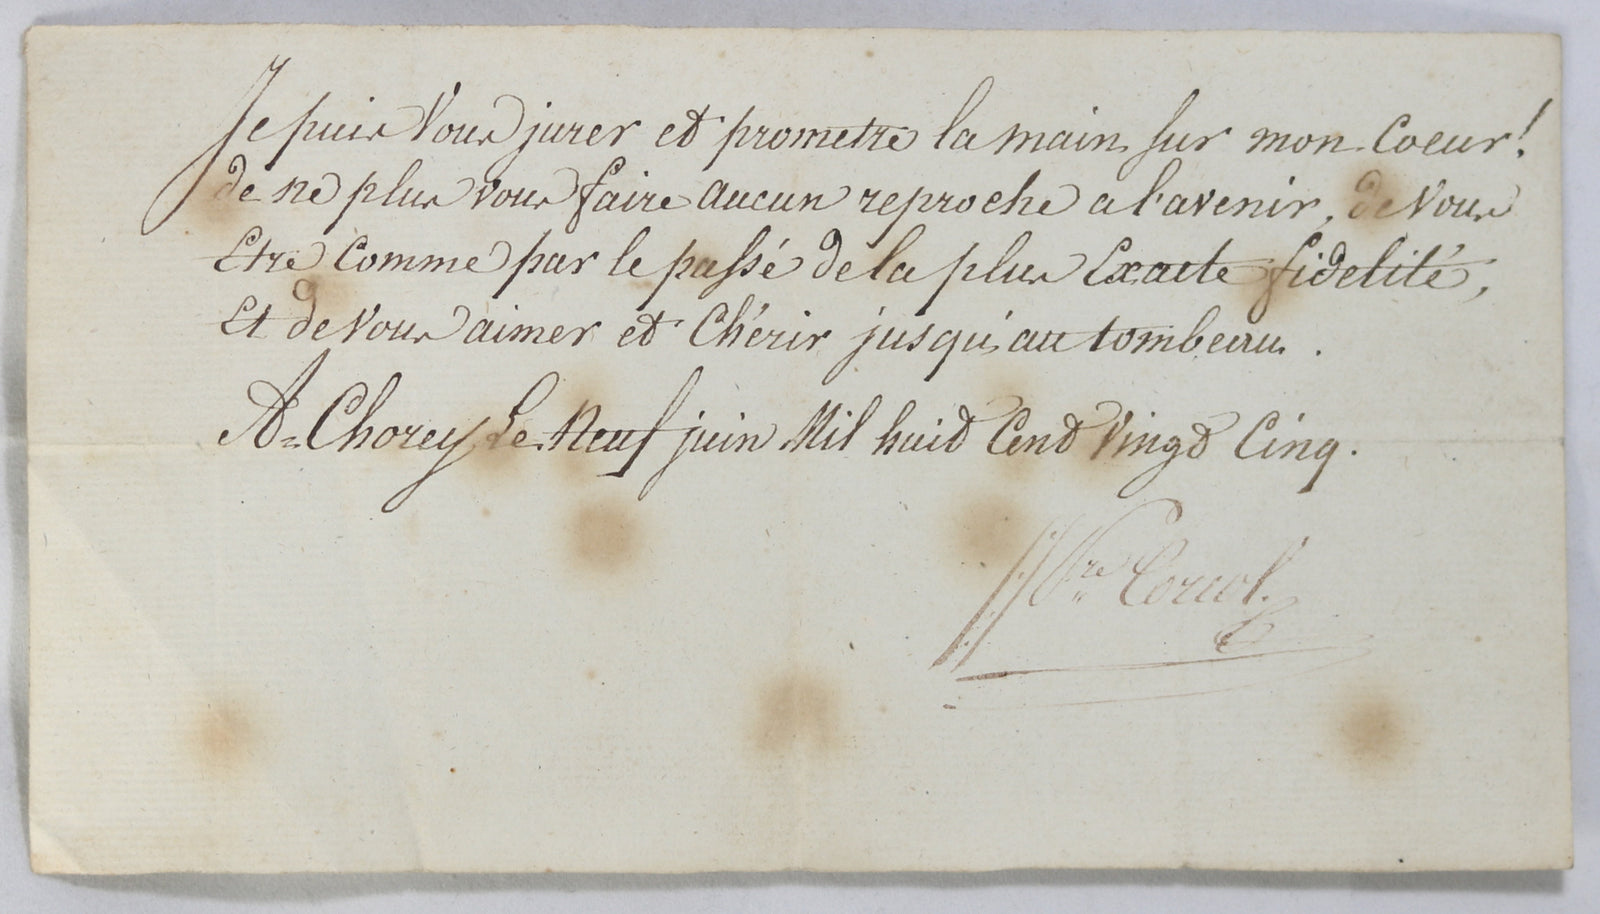 Je puis Vous jurer et prometre la main sur mon Coeur!
de ne plus vous faire aucun reproche a l'avenir, de Vous
Etre Comme par le passé de la plus Exacte fidelité,
Et de Vous aimer et Chérir jusqu'au tombeau.
A Chorey Le Neuf juin Mil huit Cent Vingt Cinq.